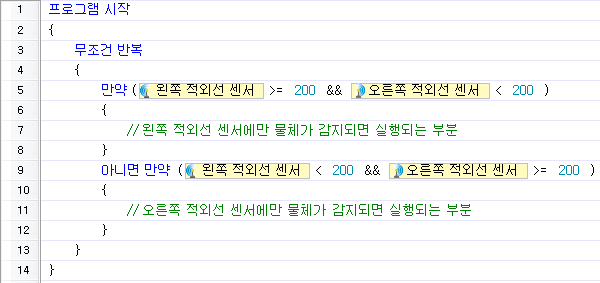 1 프로그램 시작
2 {
3 무조건 반복
4 {
5 만약 ( 왼쪽 적외선 센서 >= 200 && 오른쪽 적외선 센서 < 200 )
6 {
7 //왼쪽 적외선 센서에만 물체가 감지되면 실행되는 부분
8 }
9 아니면 만약 ( 왼쪽 적외선 센서 < 200 && 오른쪽 적외선 센서 >= 200 )
10 {
11 //오른쪽 적외선 센서에만 물체가 감지되면 실행되는 부분
12 }
13 }
14 }